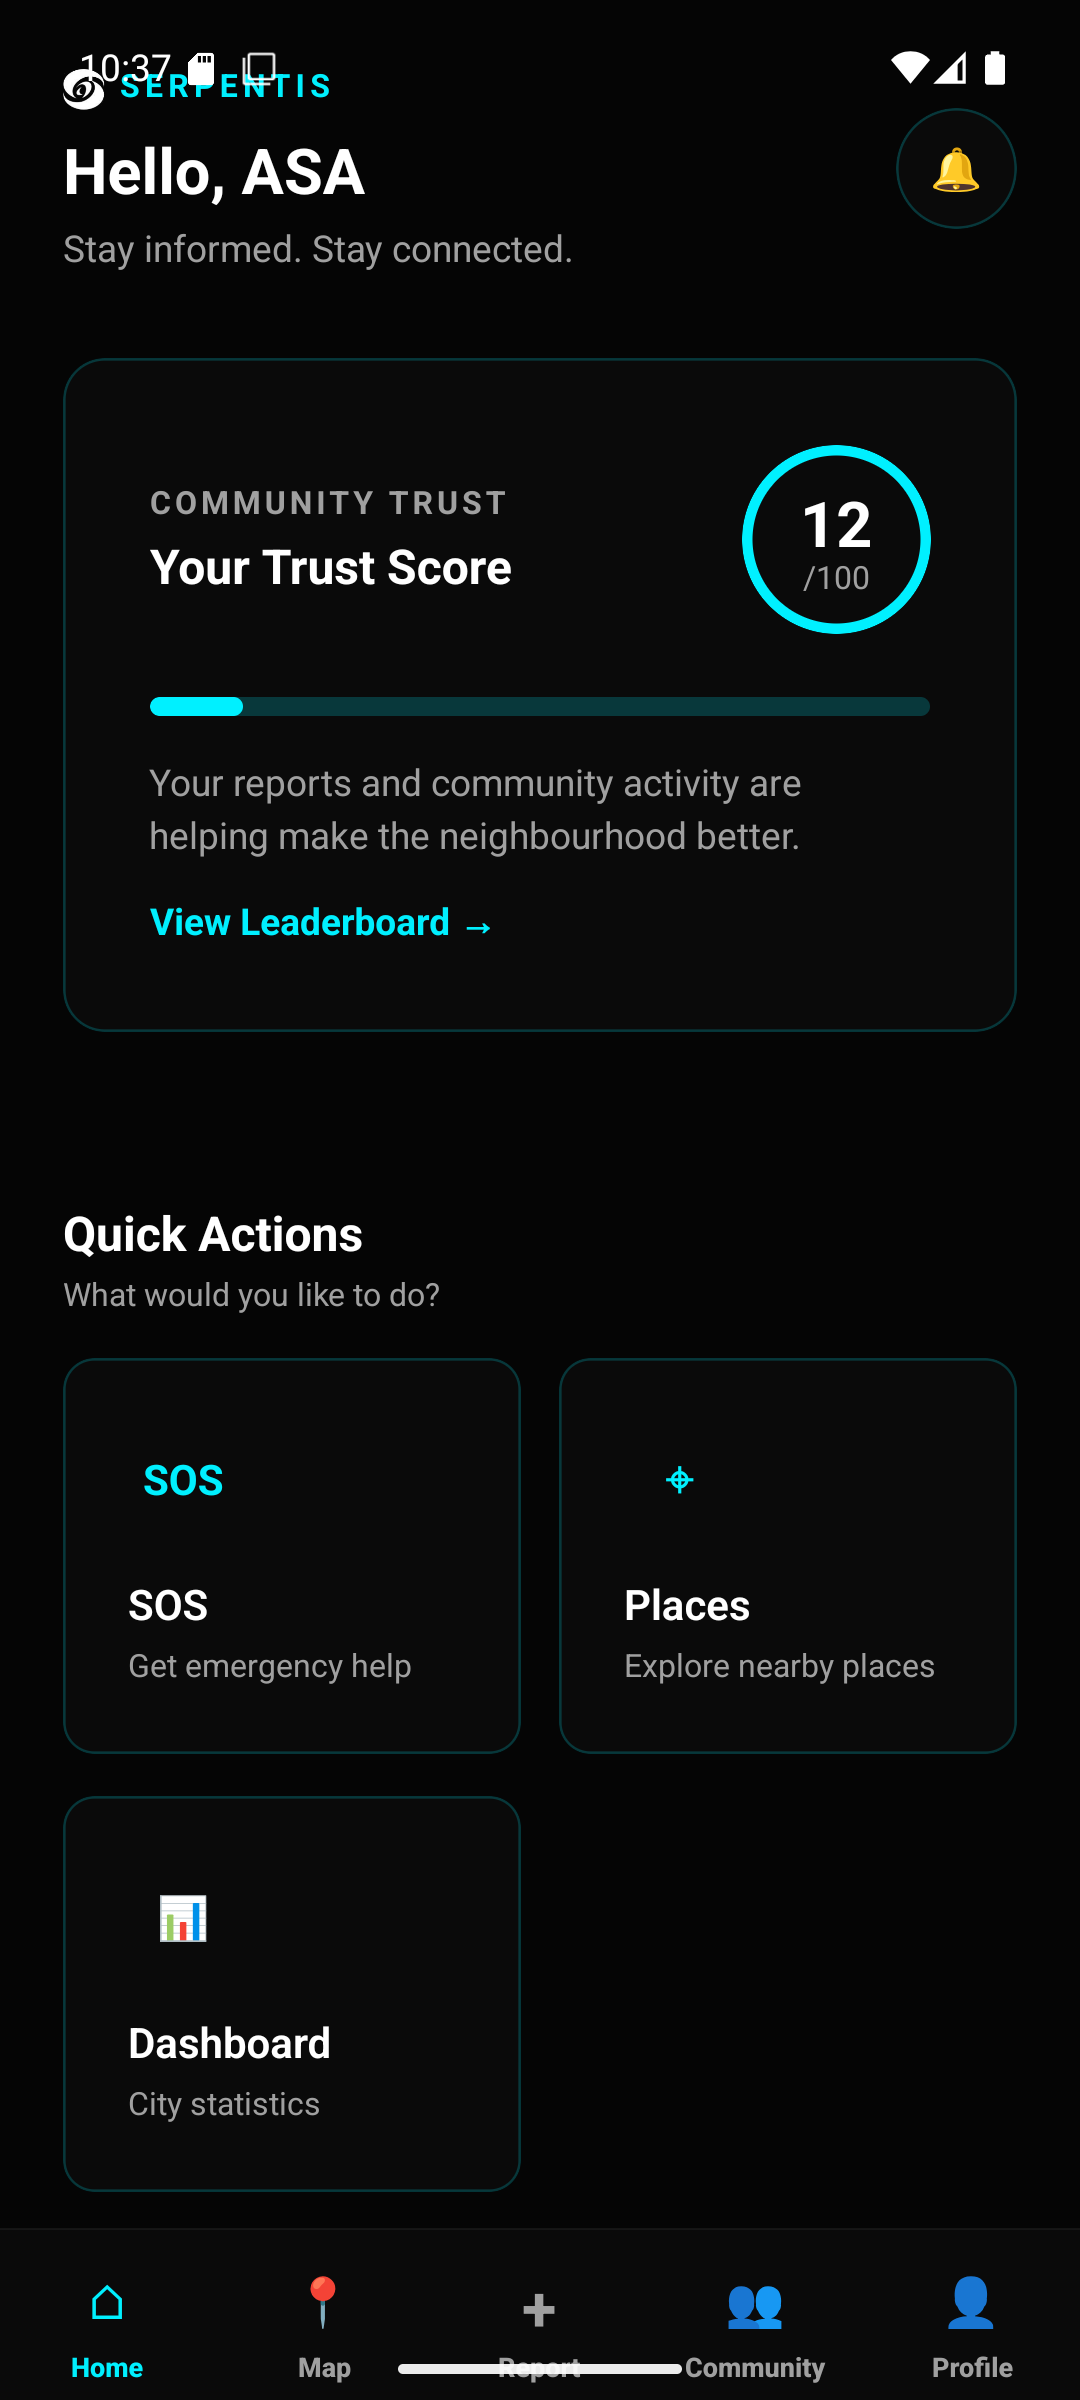 10:37
SERPENTIS
Hello, ASA
Stay informed. Stay connected.
COMMUNITY TRUST
Your Trust Score
12
/100
Your reports and community activity are
helping make the neighbourhood better.
View Leaderboard →
Quick Actions
What would you like to do?
SOS
SOS
Get emergency help
Places
Explore nearby places
Dashboard
City statistics
Home
Map
Report
Community
Profile